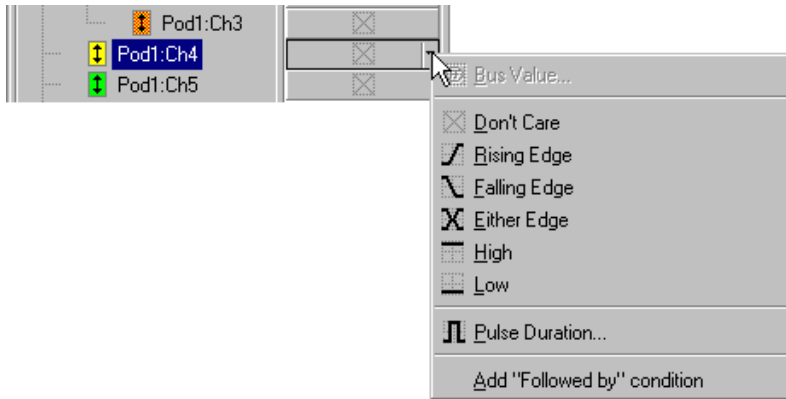 Pod1:Ch3
Pod1:Ch4
Pod1:Ch5
Bus Value...
Don't Care
Rising Edge
Falling Edge
Either Edge
High
Low
Pulse Duration...
Add "Followed by" condition